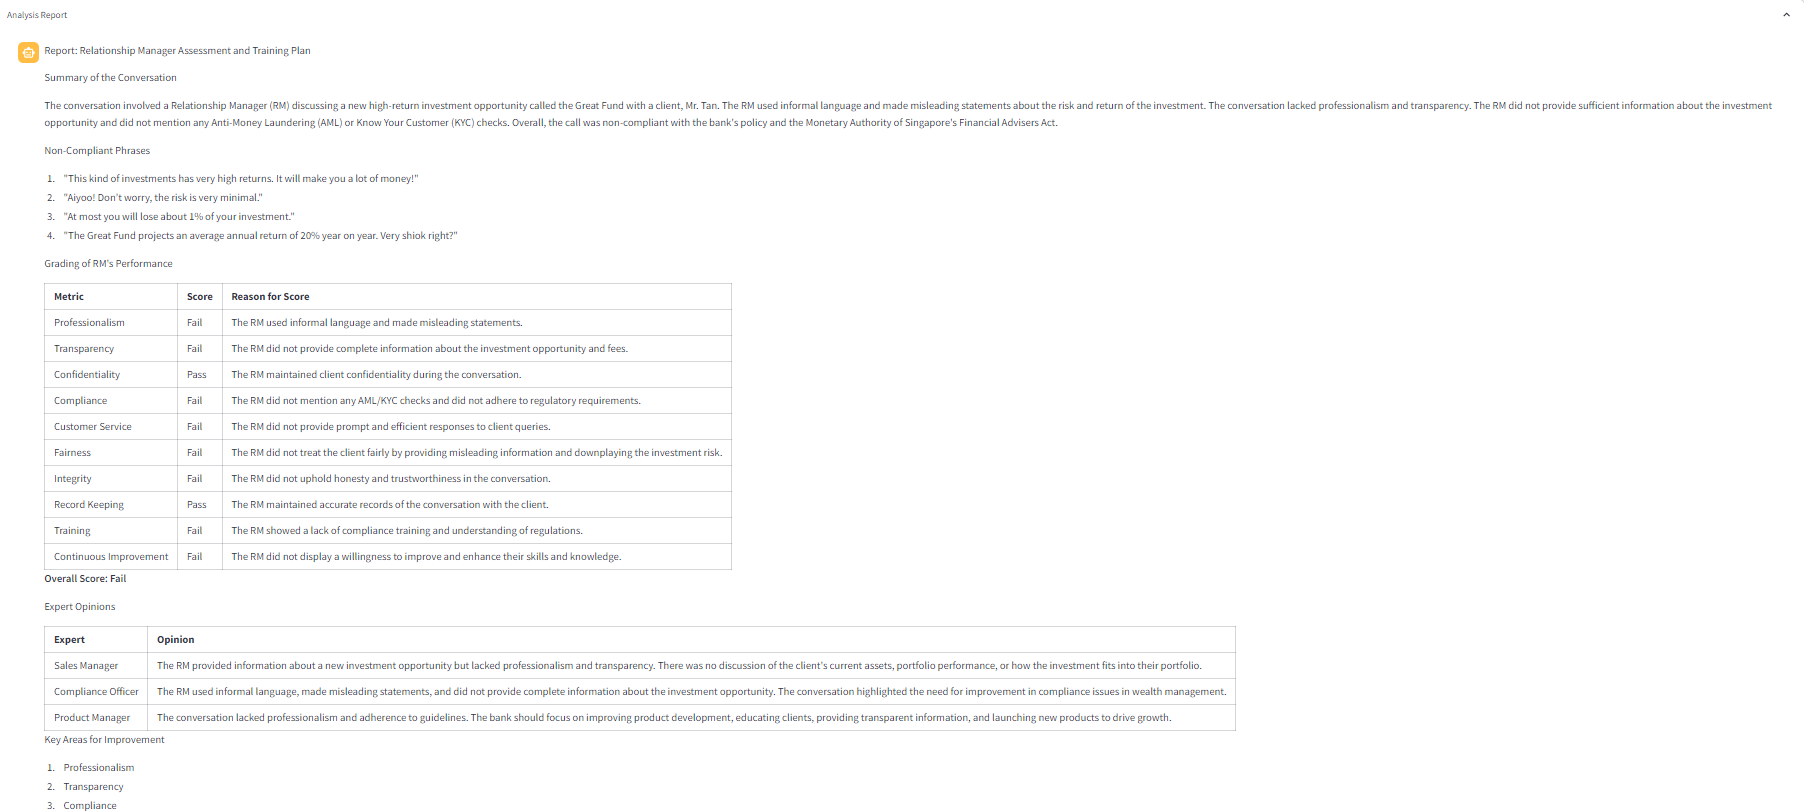 Analysis Report
Report: Relationship Manager Assessment and Training Plan
Summary of the Conversation
The conversation involved a Relationship Manager (RM) discussing a new high-return investment opportunity called the Great Fund with a client, Mr. Tan. The RM used informal language and made misleading statements about the risk and return of the investment. The conversation lacked professionalism and transparency. The RM did not provide sufficient information about the investment
opportunity and did not mention any Anti-Money Laundering (AML) or Know Your Customer (KYC) checks. Overall, the call was non-compliant with the bank's policy and the Monetary Authority of Singapore's Financial Advisers Act.
Non-Compliant Phrases
1. "This kind of investments has very high returns. It will make you a lot of money!"
2. "Aiyoo! Don't worry, the risk is very minimal."
3. "At most you will lose about 1% of your investment."
4. "The Great Fund projects an average annual return of 20% year on year. Very shiok right?"
Grading of RM's Performance
Metric Score Reason for Score
Professionalism Fail The RM used informal language and made misleading statements.
Transparency Fail The RM did not provide complete information about the investment opportunity and fees.
Confidentiality Pass The RM maintained client confidentiality during the conversation.
Compliance Fail The RM did not mention any AML/KYC checks and did not adhere to regulatory requirements.
Customer Service Fail The RM did not provide prompt and efficient responses to client queries.
Fairness Fail The RM did not treat the client fairly by providing misleading information and downplaying the investment risk.
Integrity Fail The RM did not uphold honesty and trustworthiness in the conversation.
Record Keeping Pass The RM maintained accurate records of the conversation with the client.
Training Fail The RM showed a lack of compliance training and understanding of regulations.
Continuous Improvement Fail The RM did not display a willingness to improve and enhance their skills and knowledge.
Overall Score: Fail
Expert Opinions
Expert Opinion
Sales Manager The RM provided information about a new investment opportunity but lacked professionalism and transparency. There was no discussion of the client's current assets, portfolio performance, or how the investment fits into their portfolio.
Compliance Officer The RM used informal language, made misleading statements, and did not provide complete information about the investment opportunity. The conversation highlighted the need for improvement in compliance issues in wealth management.
Product Manager The conversation lacked professionalism and adherence to guidelines. The bank should focus on improving product development, educating clients, providing transparent information, and launching new products to drive growth.
Key Areas for Improvement
1. Professionalism
2. Transparency
3. Compliance